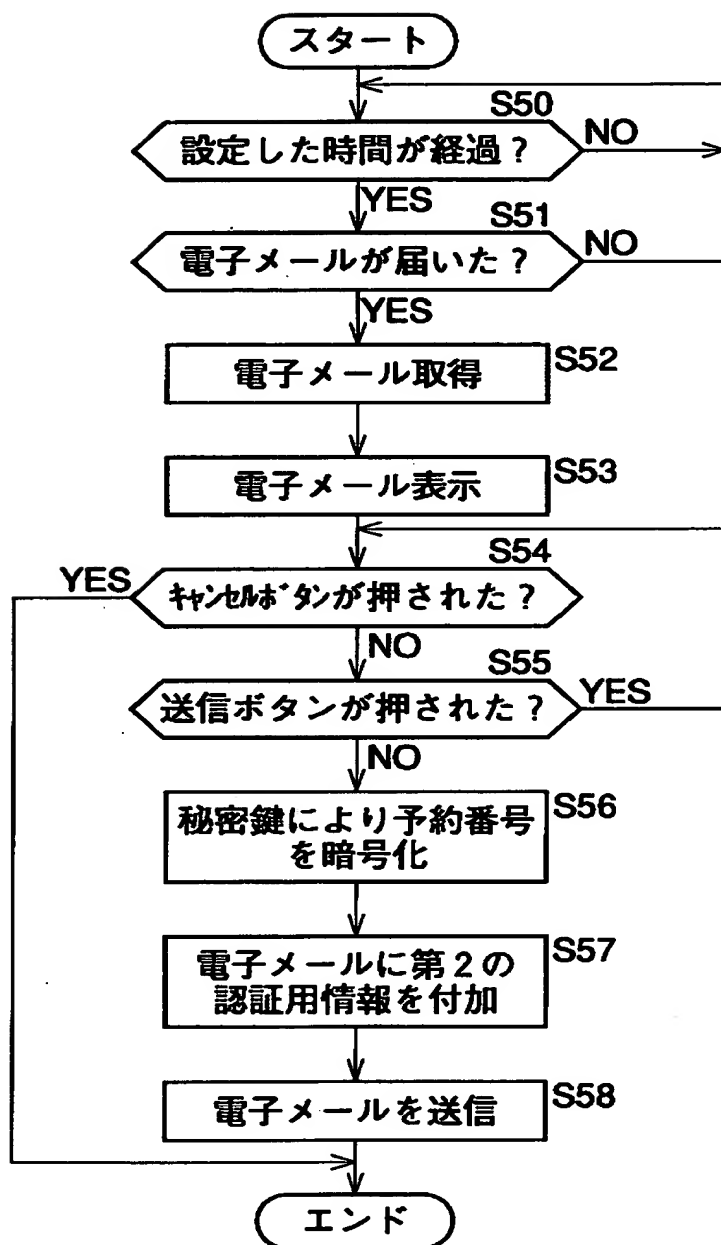 スタート
S50
設定した時間が経過?
NO
YES
S51
電子メールが届いた?
NO
YES
電子メール取得
S52
電子メール表示
S53
S54
YES
キャンセルボタンが押された?
NO
S55
送信ボタンが押された?
YES
NO
秘密鍵により予約番号
を暗号化
S56
電子メールに第2の
認証用情報を付加
S57
電子メールを送信
S58
エンド